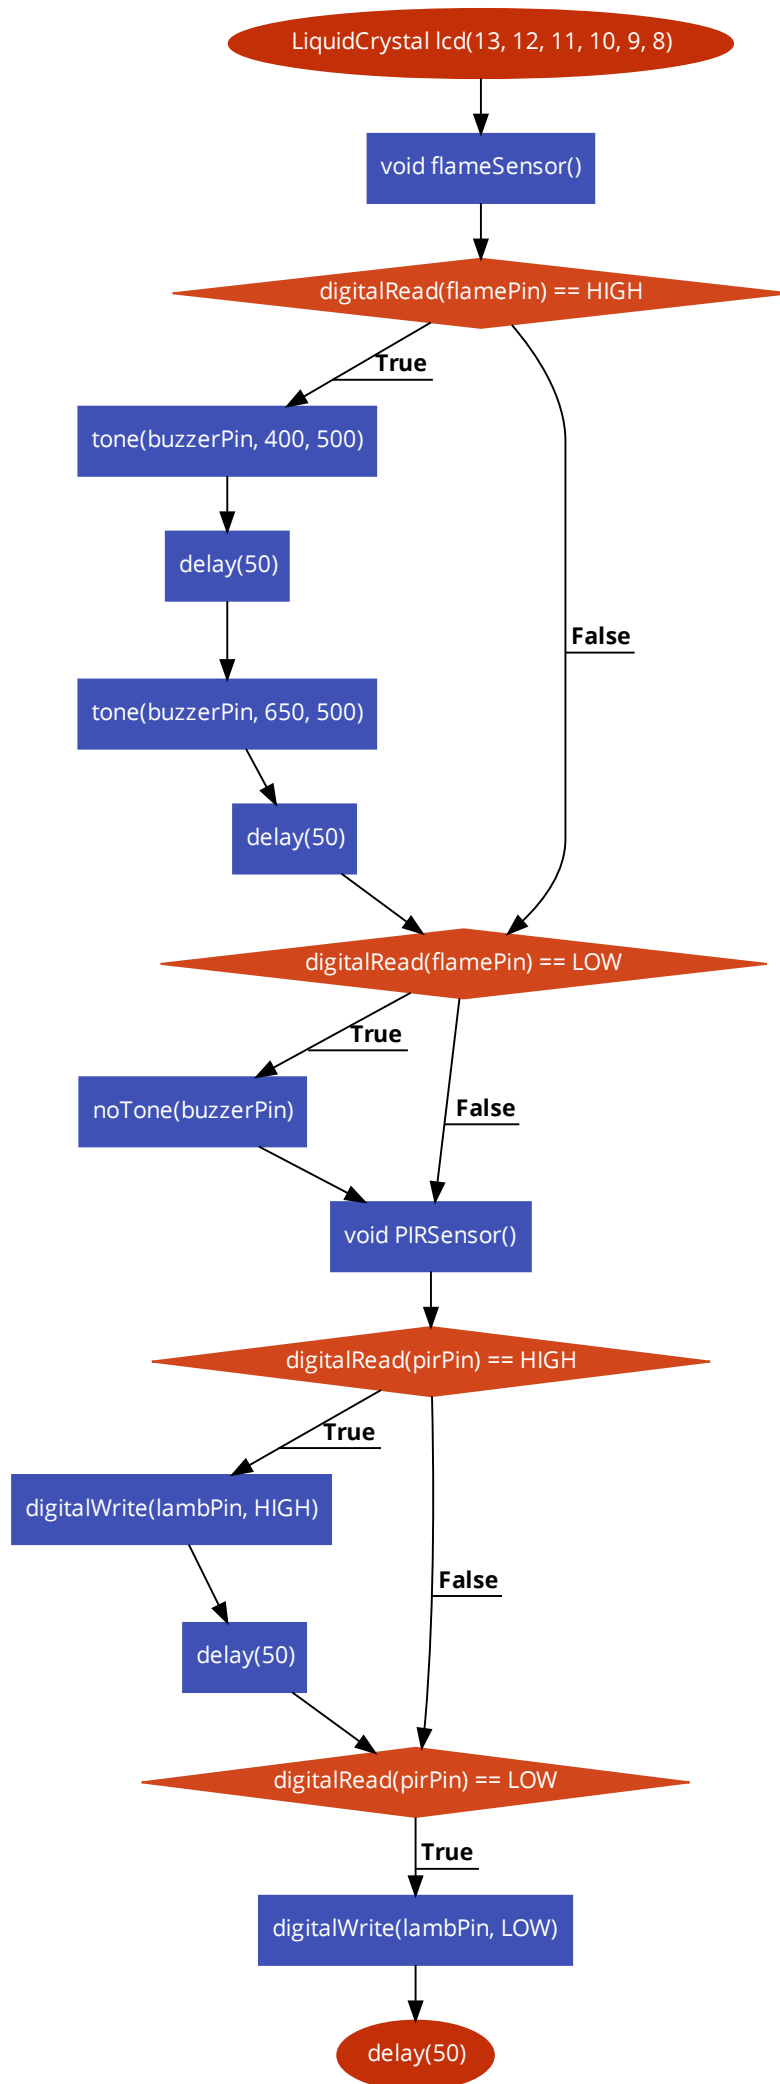 LiquidCrystal lcd(13, 12, 11, 10, 9, 8)
void flameSensor()
digitalRead(flamePin) == HIGH
True
tone(buzzerPin, 400, 500)
delay(50)
False
tone(buzzerPin, 650, 500)
delay(50)
digitalRead(flamePin) == LOW
True
noTone(buzzerPin)
False
void PIRSensor()
digitalRead(pirPin) == HIGH
True
digitalWrite(lambPin, HIGH)
False
delay(50)
digitalRead(pirPin) == LOW
True
digitalWrite(lambPin, LOW)
delay(50)